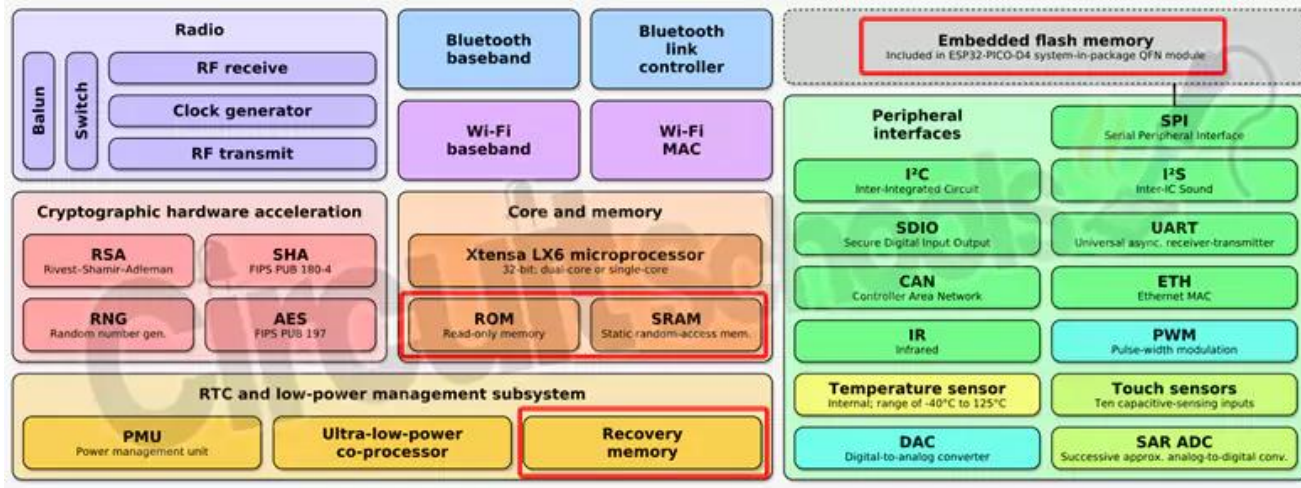 Radio
Balun
Switch
RF receive
Clock generator
RF transmit
Bluetooth
baseband
Bluetooth
link
controller
Wi-Fi
baseband
Wi-Fi
MAC
Embedded flash memory
Included in ESP32-PICO-D4 system-in-package QFN module
Cryptographic hardware acceleration
RSA
Rivest–Shamir–Adleman
SHA
FIPS PUB 180-4
RNG
Random number gen.
AES
FIPS PUB 197
Core and memory
Xtensa LX6 microprocessor
32-bit; dual-core or single-core
ROM
Read-only memory
SRAM
Static random-access mem.
RTC and low-power management subsystem
PMU
Power management unit
Ultra-low-power
co-processor
Recovery
memory
Peripheral
interfaces
SPI
Serial Peripheral Interface
I²C
Inter-Integrated Circuit
I²S
Inter-IC Sound
SDIO
Secure Digital Input Output
UART
Universal async. receiver-transmitter
CAN
Controller Area Network
ETH
Ethernet MAC
IR
Infrared
PWM
Pulse-width modulation
Temperature sensor
Internal; range of -40°C to 125°C
Touch sensors
Ten capacitive-sensing inputs
DAC
Digital-to-analog converter
SAR ADC
Successive approx. analog-to-digital conv.
Circuitschools